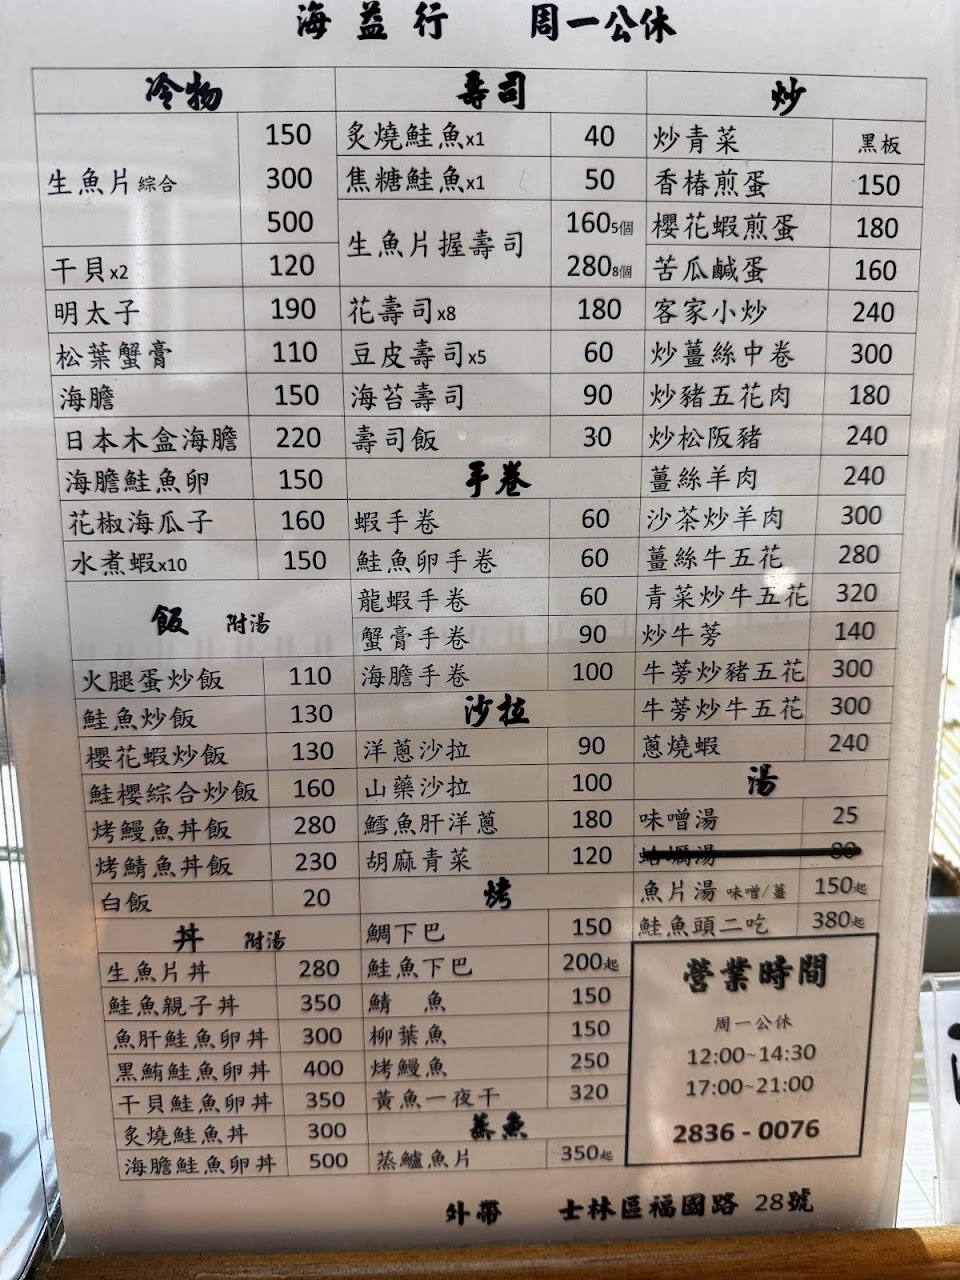 海益行 周一公休
冷物
生魚片 綜合 150
300
500
干貝x2 120
明太子 190
松葉蟹膏 110
海膽 150
日本木盒海膽 220
海膽鮭魚卵 150
花椒海瓜子 160
水煮蝦x10 150
飯 附湯
火腿蛋炒飯 110
鮭魚炒飯 130
櫻花蝦炒飯 130
鮭櫻綜合炒飯 160
烤鰻魚丼飯 280
烤鯖魚丼飯 230
白飯 20
丼 附湯
生魚片丼 280
鮭魚親子丼 350
魚肝鮭魚卵丼 300
黑鮪鮭魚卵丼 400
干貝鮭魚卵丼 350
炙燒鮭魚丼 300
海膽鮭魚卵丼 500
壽司
炙燒鮭魚x1 40
焦糖鮭魚x1 50
生魚片握壽司 160 5個
280 8個
花壽司x8 180
豆皮壽司x5 60
海苔壽司 90
壽司飯 30
手卷
蝦手卷 60
鮭魚卵手卷 60
龍蝦手卷 60
蟹膏手卷 90
海膽手卷 100
沙拉
洋蔥沙拉 90
山藥沙拉 100
鱈魚肝洋蔥 180
胡麻青菜 120
烤
鯛下巴 150
鮭魚下巴 200起
鯖 魚 150
柳葉魚 150
烤鰻魚 250
黃魚一夜干 320
蒸魚
蒸鱸魚片 350起
炒
炒青菜 黑板
香椿煎蛋 150
櫻花蝦煎蛋 180
苦瓜鹹蛋 160
客家小炒 240
炒薑絲中卷 300
炒豬五花肉 180
炒松阪豬 240
薑絲羊肉 240
沙茶炒羊肉 300
薑絲牛五花 280
青菜炒牛五花 320
炒牛蒡 140
牛蒡炒豬五花 300
牛蒡炒牛五花 300
蔥燒蝦 240
湯
味噌湯 25
蛤蠣湯 80
魚片湯 味噌/薑 150起
鮭魚頭二吃 380起
營業時間
周一公休
12:00~14:30
17:00~21:00
2836 - 0076
外帶 士林區福國路 28號